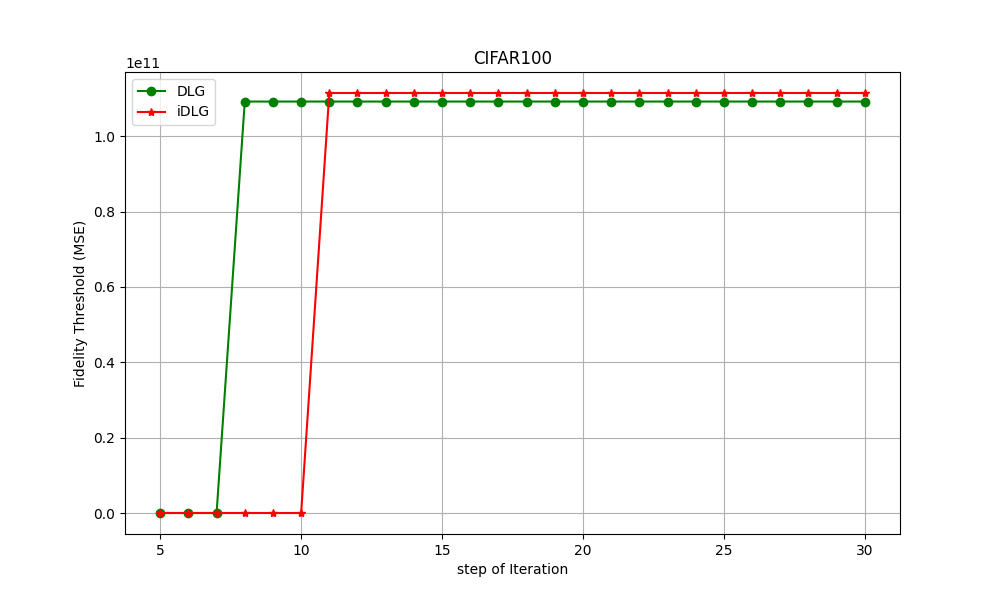 CIFAR100
1e11
DLG
iDLG
1.0
0.8
0.6
0.4
0.2
0.0
Fidelity Threshold (MSE)
5 10 15 20 25 30
step of Iteration